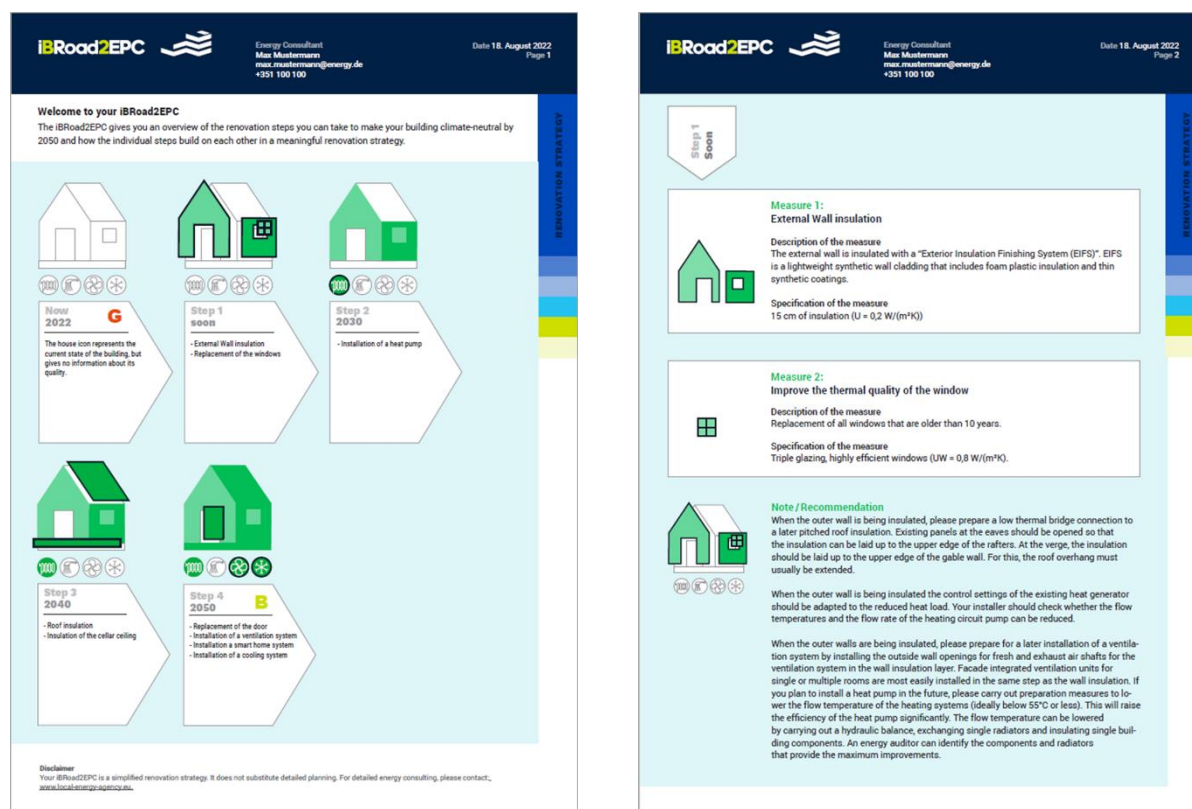 iBRoad2EPC
Energy Consultant
Max Mustermann
max.mustermann@energy.de
+351 100 100
Date 18. August 2022
Page 1
Welcome to your iBRoad2EPC
The iBRoad2EPC gives you an overview of the renovation steps you can take to make your building climate-neutral by
2050 and how the individual steps build on each other in a meaningful renovation strategy.
RENOVATION STRATEGY
Now
2022
G
The house icon represents the
current state of the building, but
gives no information about its
quality.
Step 1
soon
- External Wall insulation
- Replacement of the windows
Step 2
2030
- Installation of a heat pump
Step 3
2040
- Roof insulation
- Insulation of the cellar ceiling
Step 4
2050
B
- Replacement of the door
- Installation of a ventilation system
- Installation a smart home system
- Installation of a cooling system
Disclaimer
Your iBRoad2EPC is a simplified renovation strategy. It does not substitute detailed planning. For detailed energy consulting, please contact:
www.local-energy-agency.eu.
iBRoad2EPC
Energy Consultant
Max Mustermann
max.mustermann@energy.de
+351 100 100
Date 18. August 2022
Page 2
RENOVATION STRATEGY
Step 1
Soon
Measure 1:
External Wall insulation
Description of the measure
The external wall is insulated with a "Exterior Insulation Finishing System (EIFS)". EIFS
is a lightweight synthetic wall cladding that includes foam plastic insulation and thin
synthetic coatings.
Specification of the measure
15 cm of insulation (U = 0,2 W/(m²K))
Measure 2:
Improve the thermal quality of the window
Description of the measure
Replacement of all windows that are older than 10 years.
Specification of the measure
Triple glazing, highly efficient windows (UW = 0,8 W/(m²K).
Note / Recommendation
When the outer wall is being insulated, please prepare a low thermal bridge connection to
a later pitched roof insulation. Existing panels at the eaves should be opened so that
the insulation can be laid up to the upper edge of the rafters. At the verge, the insulation
should be laid up to the upper edge of the gable wall. For this, the roof overhang must
usually be extended.
When the outer wall is being insulated the control settings of the existing heat generator
should be adapted to the reduced heat load. Your installer should check whether the flow
temperatures and the flow rate of the heating circuit pump can be reduced.
When the outer walls are being insulated, please prepare for a later installation of a ventila-
tion system by installing the outside wall openings for fresh and exhaust air shafts for the
ventilation system in the wall insulation layer. Facade integrated ventilation units for
single or multiple rooms are most easily installed in the same step as the wall insulation. If
you plan to install a heat pump in the future, please carry out preparation measures to lo-
wer the flow temperature of the heating systems (ideally below 55°C or less). This will raise
the efficiency of the heat pump significantly. The flow temperature can be lowered
by carrying out a hydraulic balance, exchanging single radiators and insulating single buil-
ding components. An energy auditor can identify the components and radiators
that provide the maximum improvements.